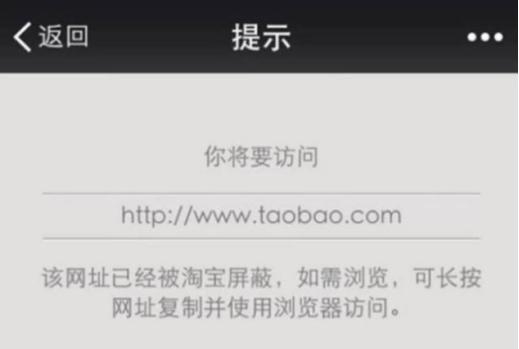 返回 提示 •••
你将要访问
http://www.taobao.com
该网址已经被淘宝屏蔽，如需浏览，可长按
网址复制并使用浏览器访问。